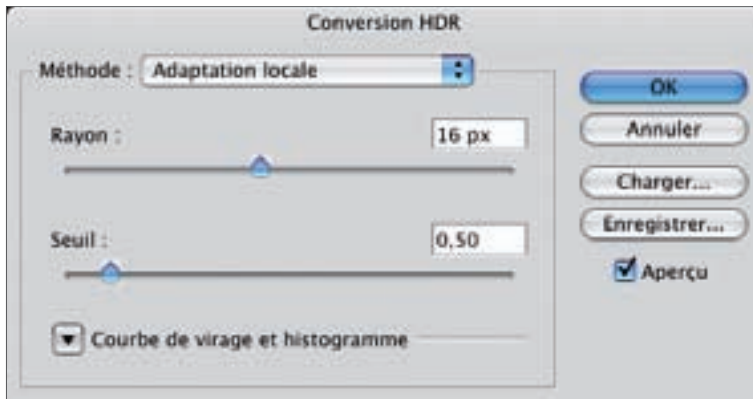 Conversion HDR
Méthode : Adaptation locale
Rayon : 16 px
Seuil : 0,50
Courbe de virage et histogramme
OK
Annuler
Charger...
Enregistrer...
Aperçu